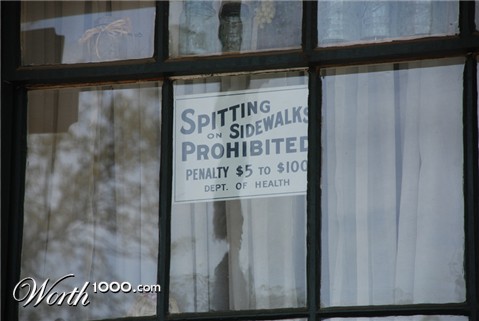 SPITTING
ON SIDEWALKS
PROHIBITED
PENALTY $5 TO $100
DEPT. OF HEALTH
Worth1000.com